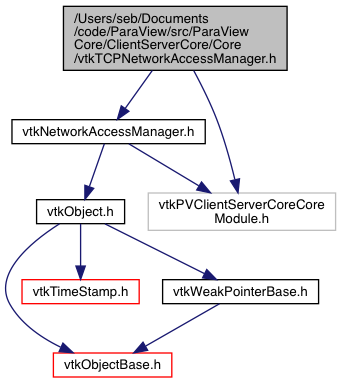 /Users/seb/Documents
/code/ParaView/src/ParaView
Core/ClientServerCore/Core
/vtkTCPNetworkAccessManager.h
vtkNetworkAccessManager.h
vtkObject.h
vtkPVClientServerCoreCore
Module.h
vtkTimeStamp.h
vtkWeakPointerBase.h
vtkObjectBase.h